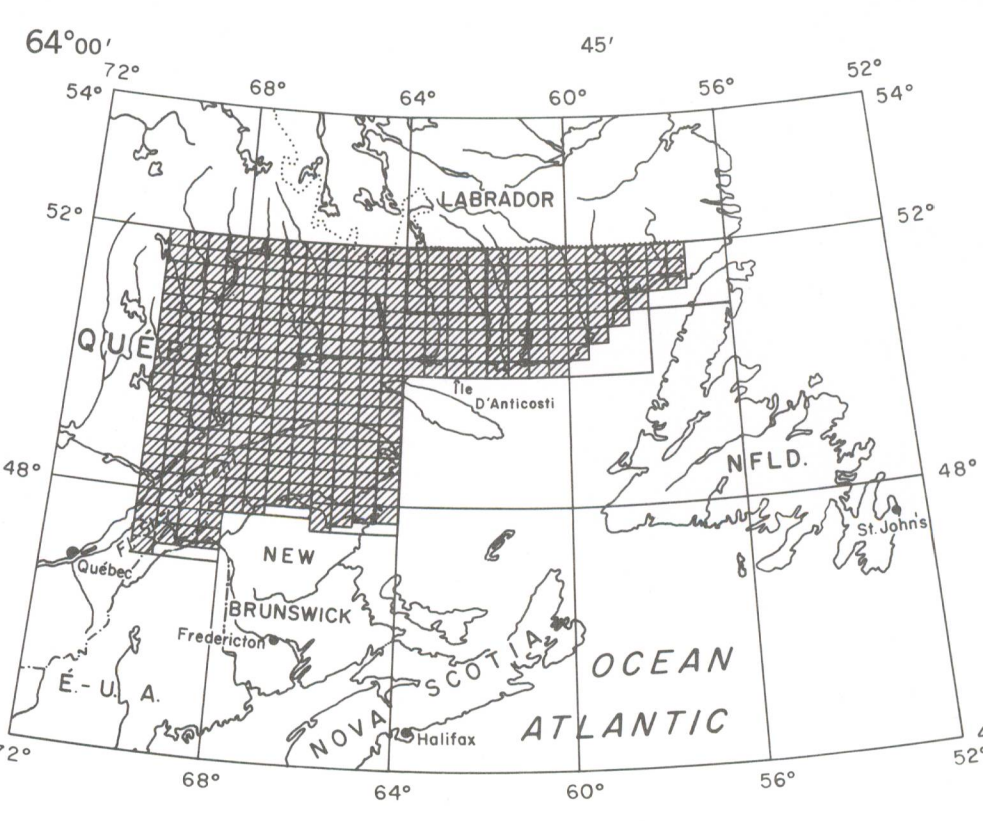 64°00′
45′
72°
68°
64°
60°
56°
52°
54°
54°
LABRADOR
52°
52°
QUÉB
Île
D'Anticosti
NFLD.
48°
48°
St. John's
Québec
NEW
BRUNSWICK
Fredericton
É.-U. A.
NOVA SCOTIA
Halifax
OCEAN
ATLANTIC
72°
68°
64°
60°
56°
52°